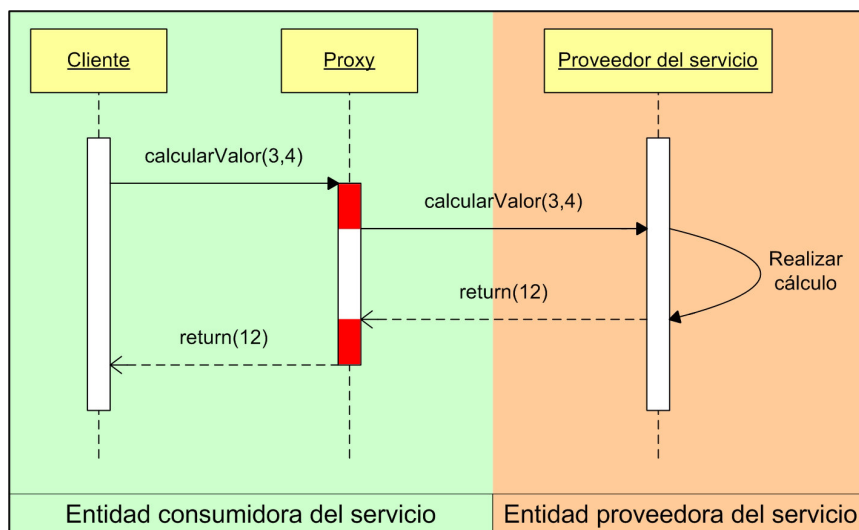 Cliente
Proxy
Proveedor del servicio
calcularValor(3,4)
calcularValor(3,4)
Realizar
cálculo
return(12)
return(12)
Entidad consumidora del servicio
Entidad proveedora del servicio